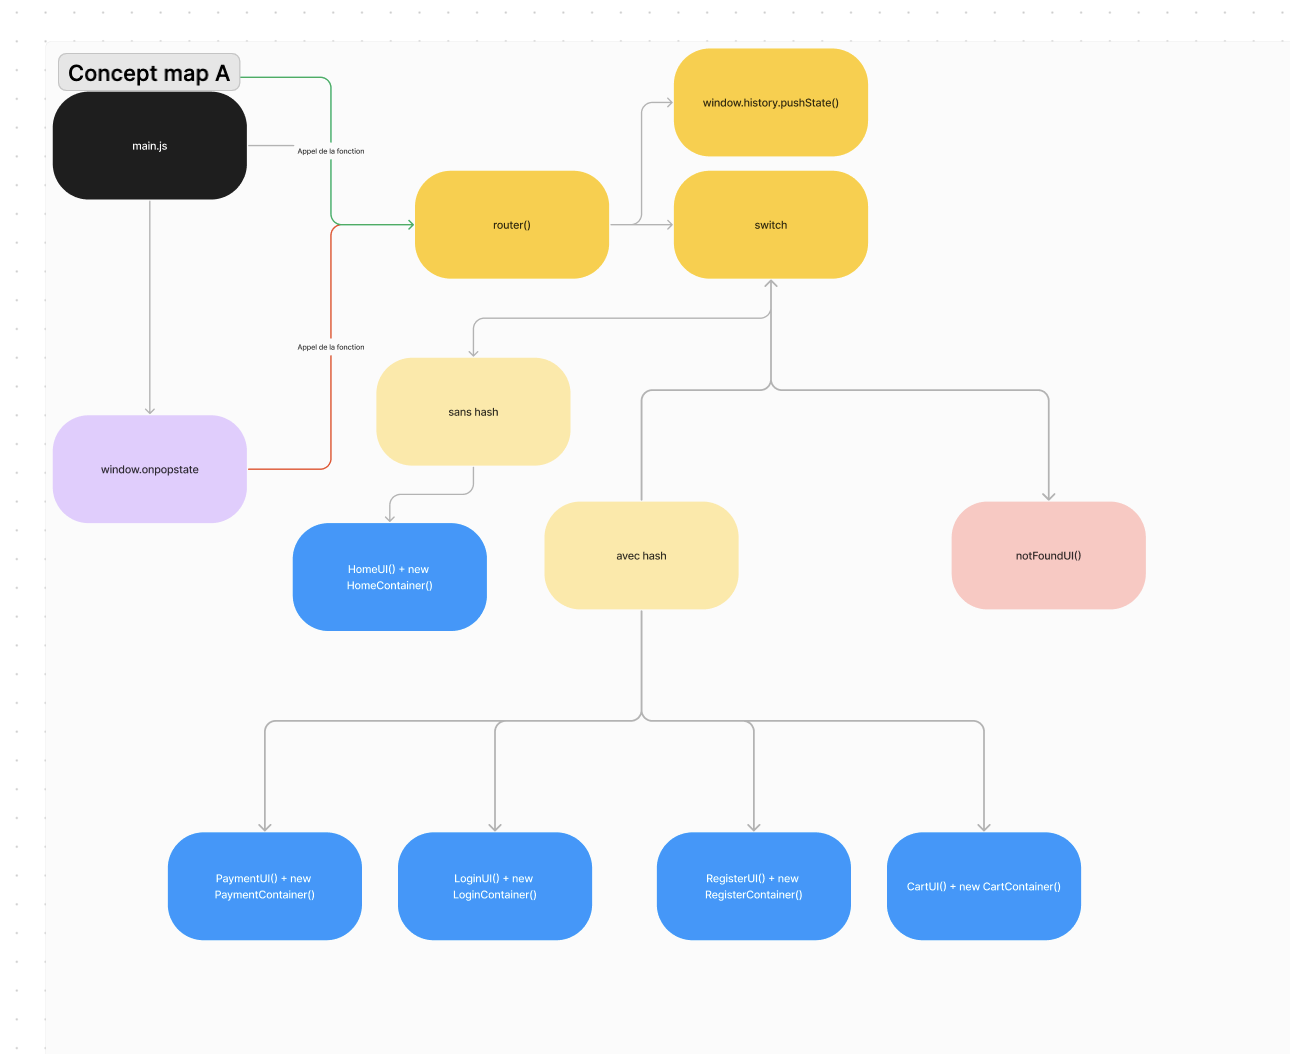 Concept map A
main.js
Appel de la fonction
window.history.pushState()
router()
switch
Appel de la fonction
sans hash
window.onpopstate
HomeUI() + new
HomeContainer()
avec hash
notFoundUI()
PaymentUI() + new
PaymentContainer()
LoginUI() + new
LoginContainer()
RegisterUI() + new
RegisterContainer()
CartUI() + new CartContainer()